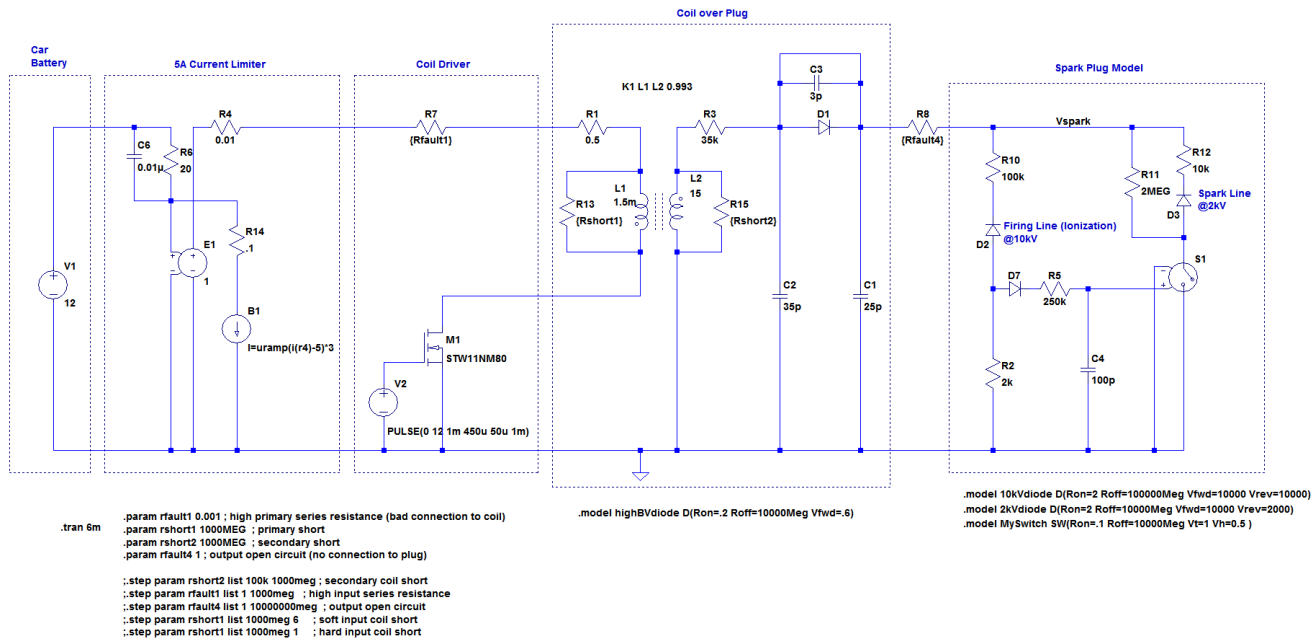 Coil over Plug
Car
Battery
5A Current Limiter
Coil Driver
Spark Plug Model
K1 L1 L2 0.993
C3
3p
D1
R4
0.01
R7
{Rfault1}
R1
0.5
R3
35k
R8
{Rfault4}
Vspark
C6
0.01µ
R6
20
R10
100k
R11
2MEG
R12
10k
L1
1.5m
L2
15
R13
{Rshort1}
R15
{Rshort2}
Spark Line
@2kV
D3
R14
.1
E1
1
Firing Line (Ionization)
@10kV
D2
V1
12
S1
D7
R5
250k
C2
35p
C1
25p
B1
I=uramp(i(r4)-5)*3
M1
STW11NM80
R2
2k
C4
100p
V2
PULSE(0 12 1m 450u 50u 1m)
.tran 6m
.param rfault1 0.001 ; high primary series resistance (bad connection to coil)
.param rshort1 1000MEG ; primary short
.param rshort2 1000MEG ; secondary short
.param rfault4 1 ; output open circuit (no connection to plug)
;.step param rshort2 list 100k 1000meg ; secondary coil short
;.step param rfault1 list 1 1000meg ; high input series resistance
;.step param rfault4 list 1 10000000meg ; output open circuit
;.step param rshort1 list 1000meg 6 ; soft input coil short
;.step param rshort1 list 1000meg 1 ; hard input coil short
.model highBVdiode D(Ron=.2 Roff=10000Meg Vfwd=.6)
.model 10kVdiode D(Ron=2 Roff=100000Meg Vfwd=10000 Vrev=10000)
.model 2kVdiode D(Ron=2 Roff=10000Meg Vfwd=10000 Vrev=2000)
.model MySwitch SW(Ron=.1 Roff=10000Meg Vt=1 Vh=0.5 )